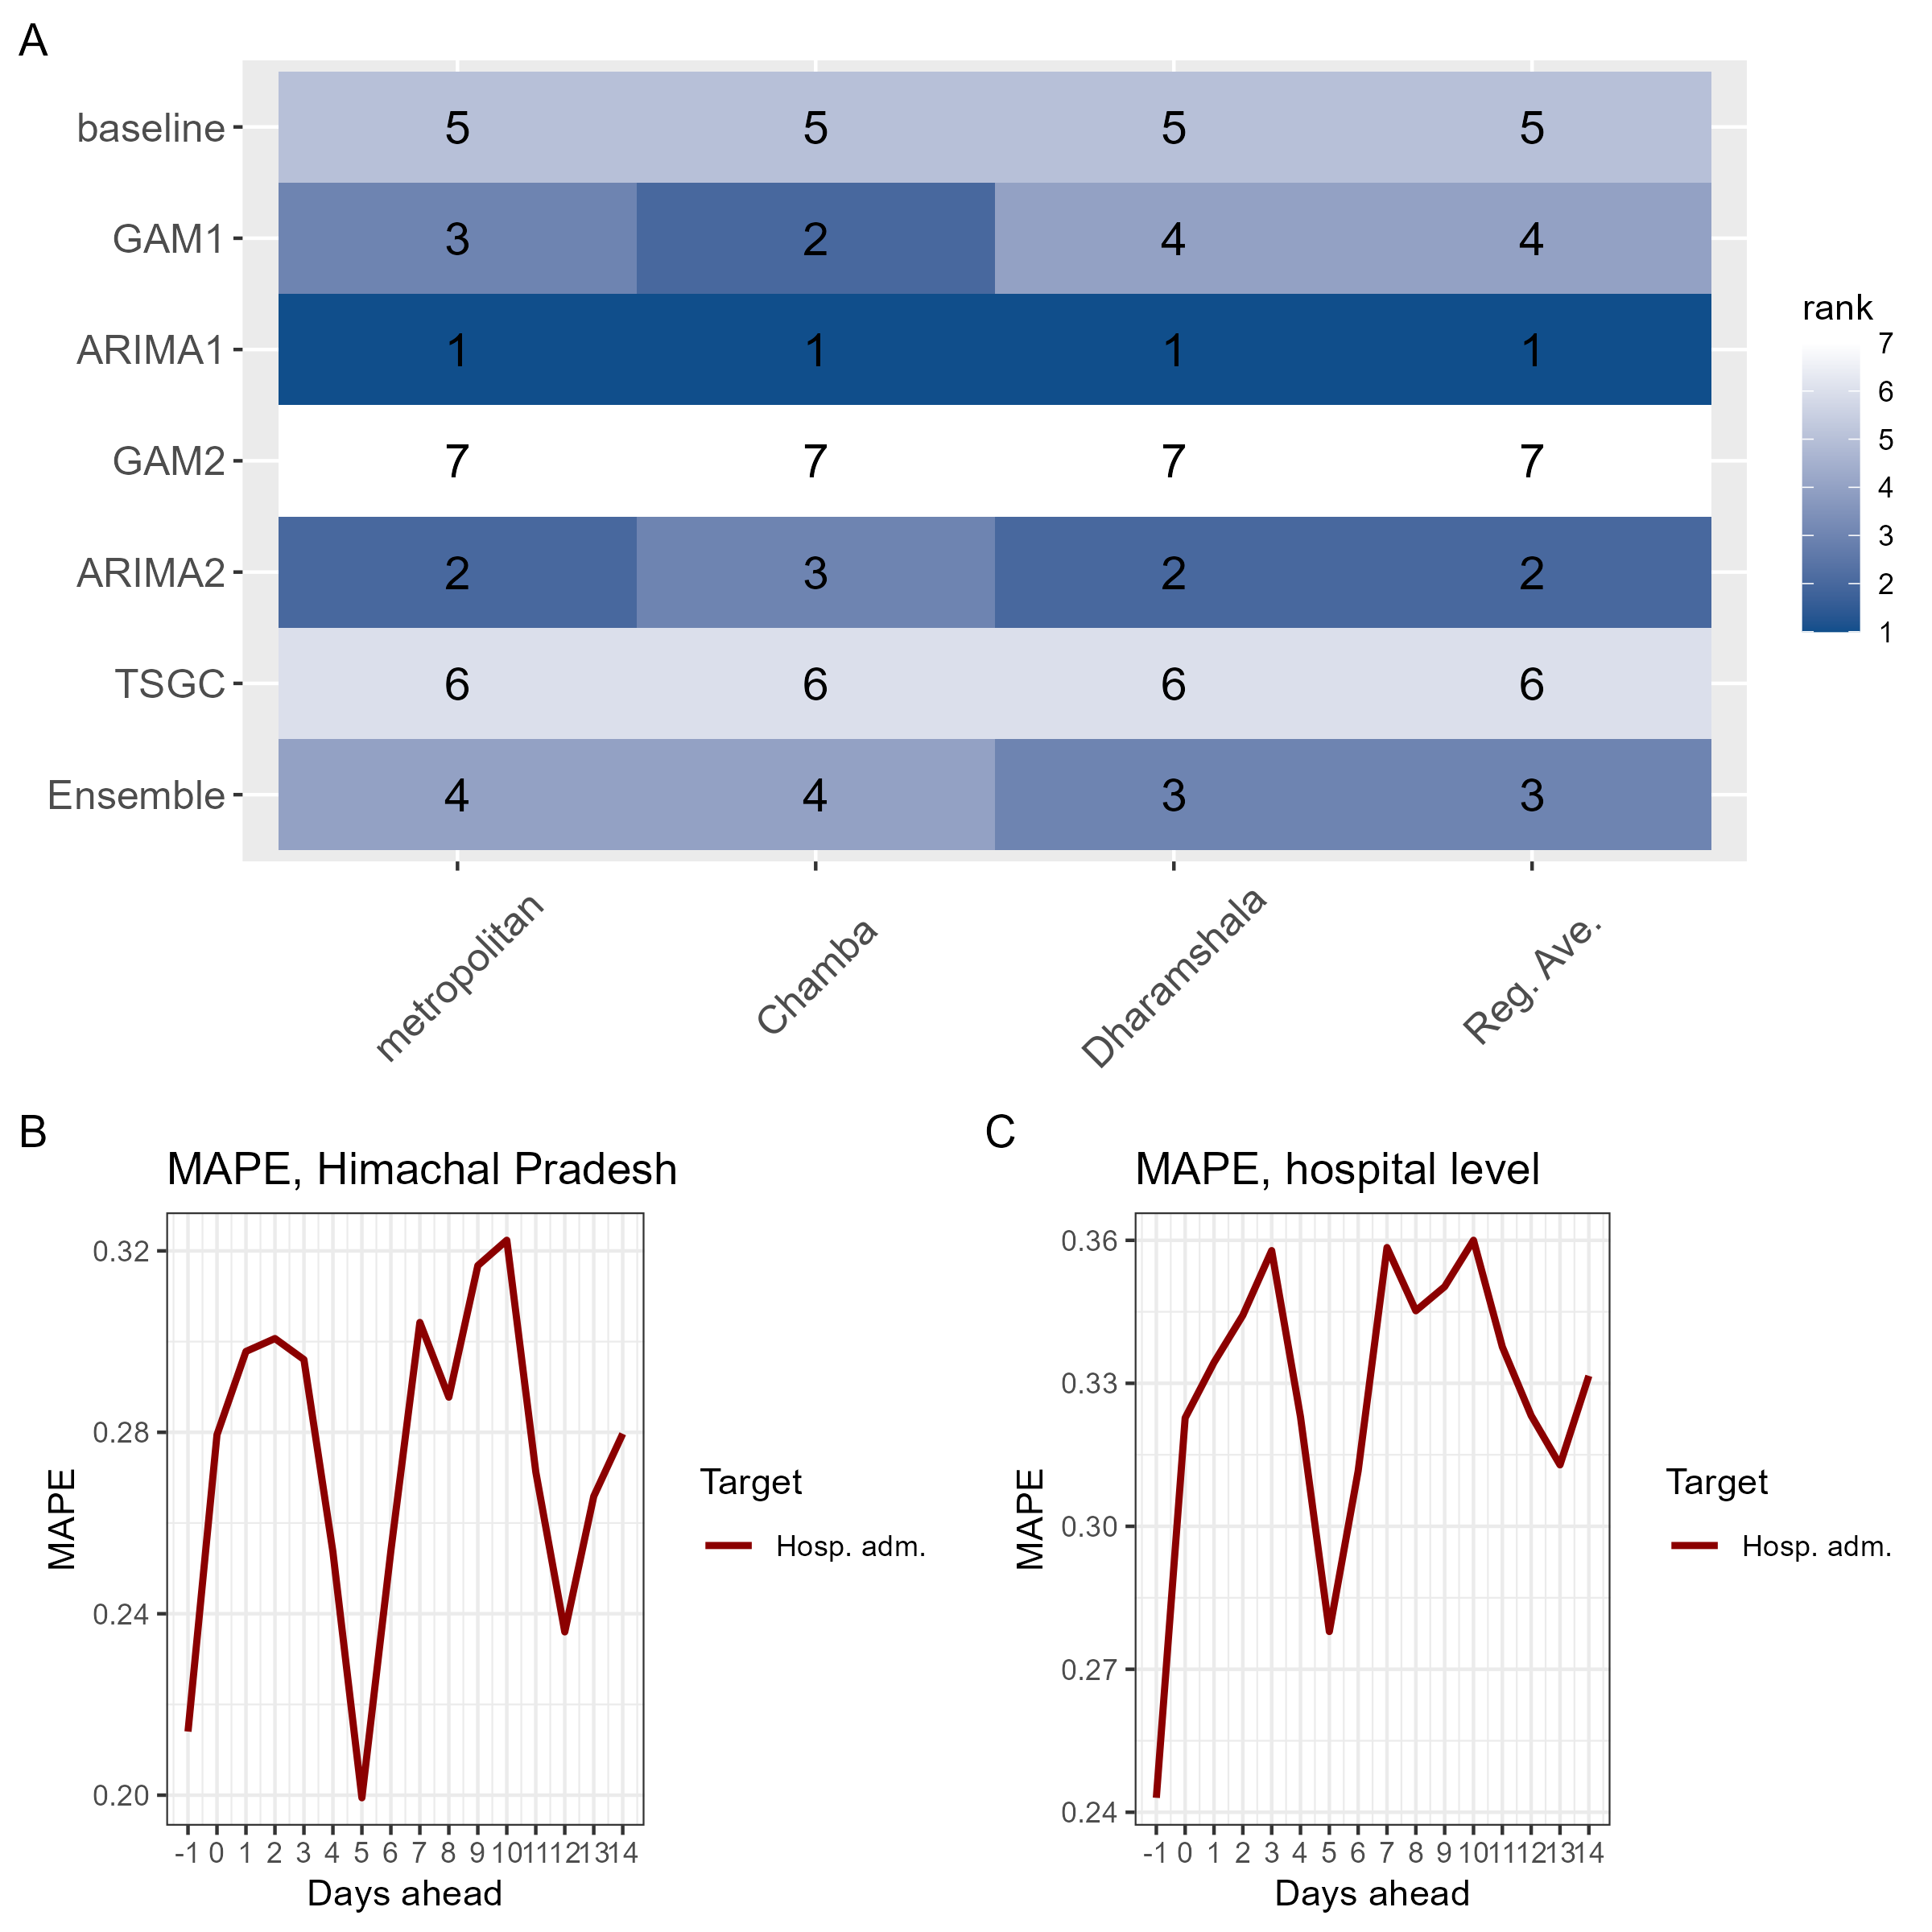 A
baseline 5 5 5 5
GAM1 3 2 4 4
ARIMA1 1 1 1 1
GAM2 7 7 7 7
ARIMA2 2 3 2 2
TSGC 6 6 6 6
Ensemble 4 4 3 3
metropolitan Chamba Dharamshala Reg. Ave.
rank
7
6
5
4
3
2
1
B
MAPE, Himachal Pradesh
MAPE
0.32
0.28
0.24
0.20
-1 0 1 2 3 4 5 6 7 8 9 10 11 12 13 14
Days ahead
Target
Hosp. adm.
C
MAPE, hospital level
MAPE
0.36
0.33
0.30
0.27
0.24
-1 0 1 2 3 4 5 6 7 8 9 10 11 12 13 14
Days ahead
Target
Hosp. adm.